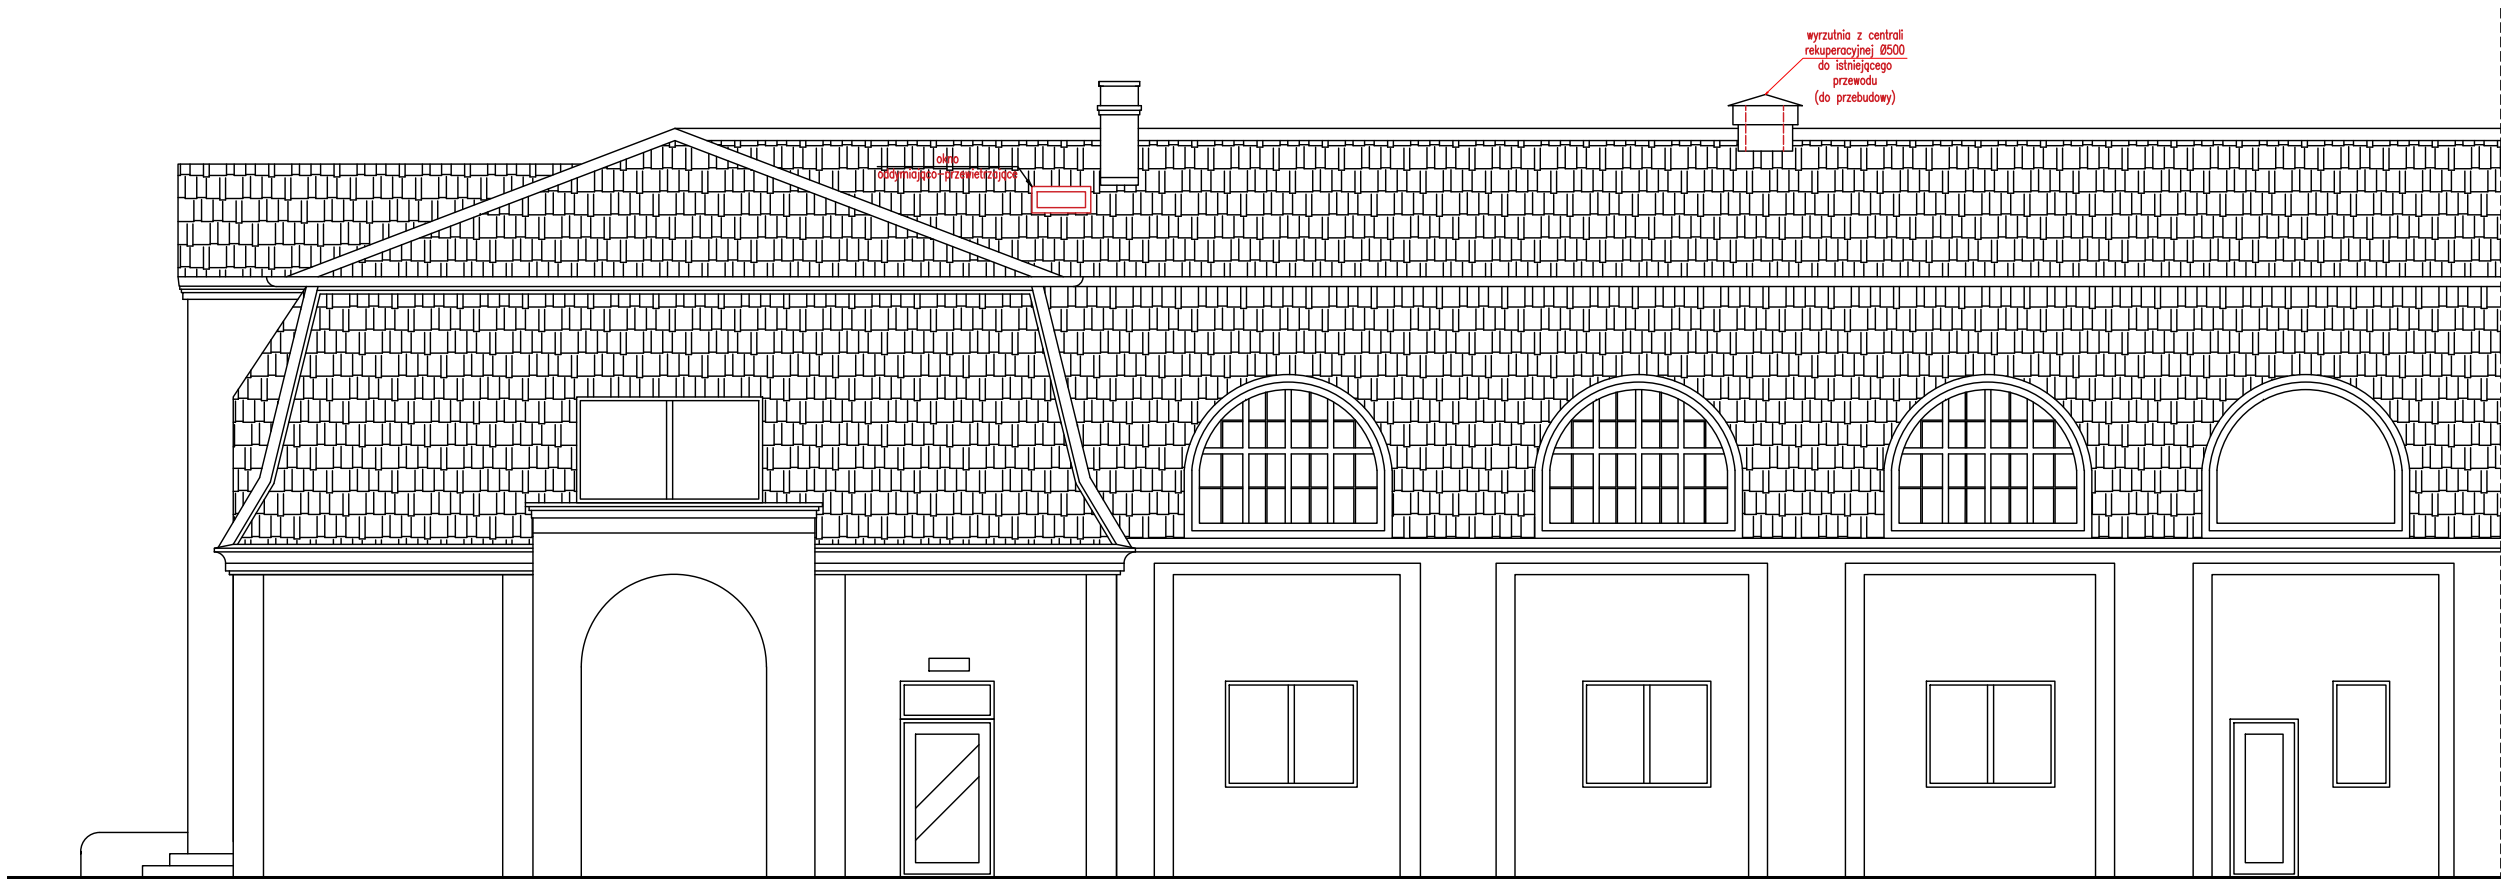 wyrzutnia z centrali
rekuperacyjnej Ø500
do istniejącego
przewodu
(do przebudowy)
okno
oddymiająco-przewietrzające